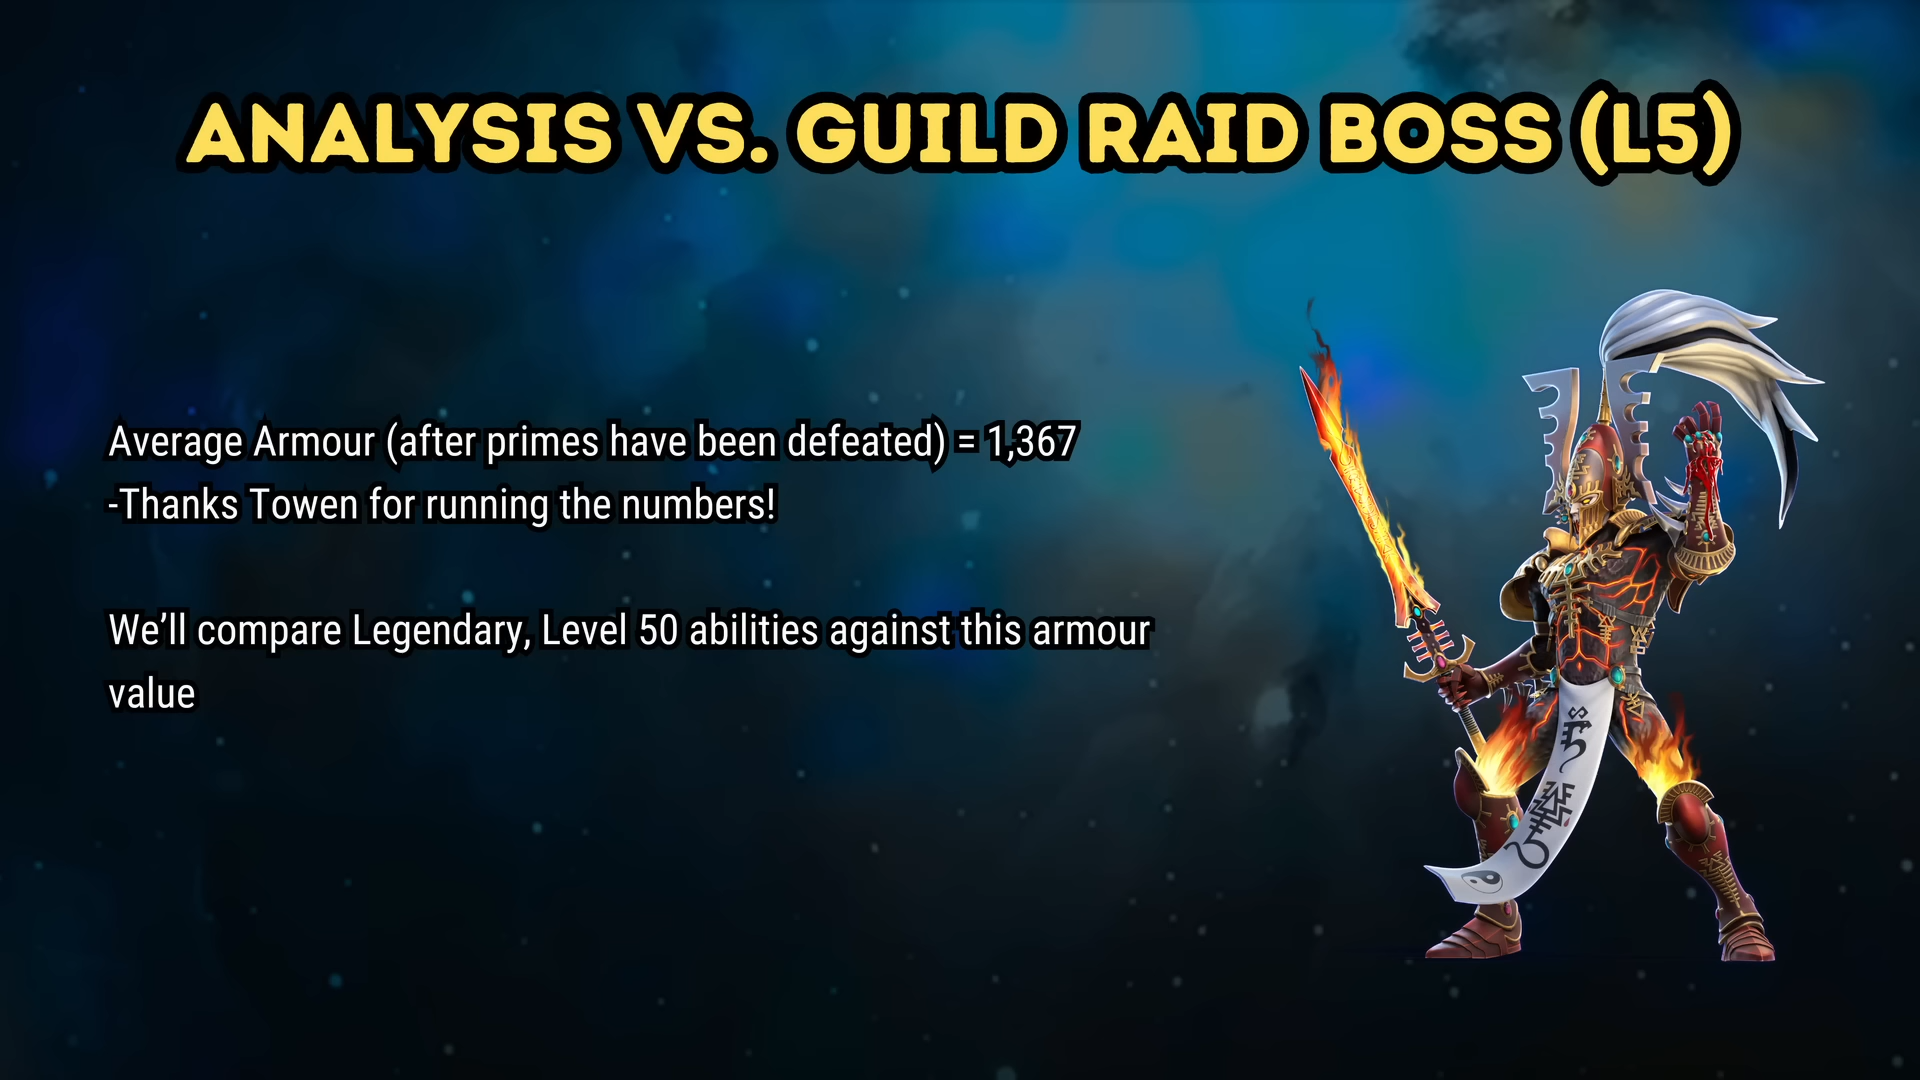 ANALYSIS VS. GUILD RAID BOSS (L5)
Average Armour (after primes have been defeated) = 1,367
-Thanks Towen for running the numbers!
We’ll compare Legendary, Level 50 abilities against this armour
value